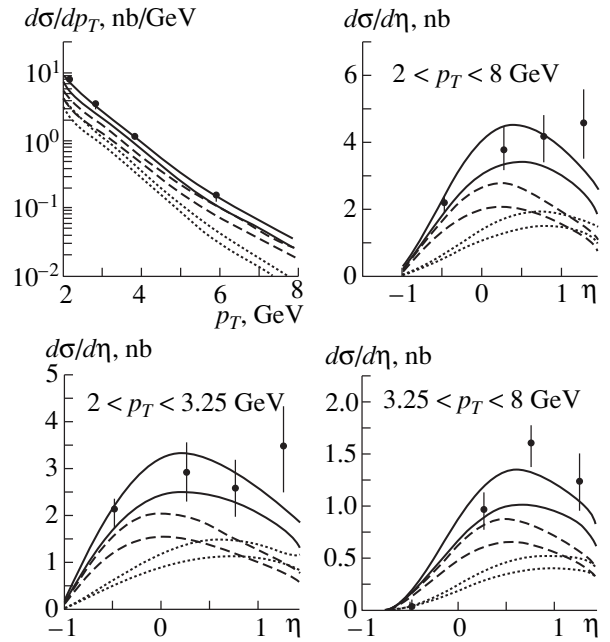 dσ/dp_T, nb/GeV
10^1
10^0
10^−1
10^−2
2 4 6 8
p_T, GeV
dσ/dη, nb
2 < p_T < 8 GeV
6
4
2
0
−1 0 1 η
dσ/dη, nb
2 < p_T < 3.25 GeV
5
4
3
2
1
0
−1 0 1 η
dσ/dη, nb
3.25 < p_T < 8 GeV
2.0
1.5
1.0
0.5
0
−1 0 1 η